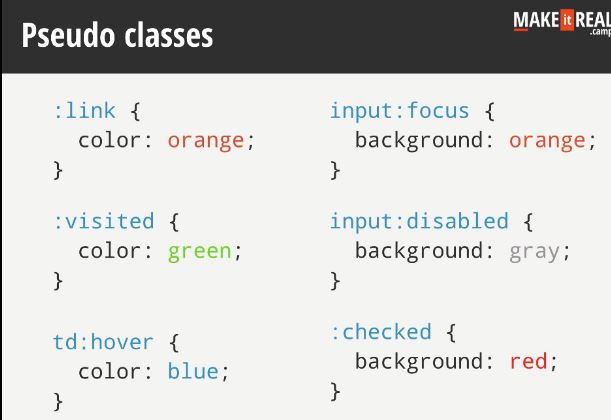 Pseudo classes
MAKE it REAL
.camp
:link {
  color: orange;
}
:visited {
  color: green;
}
td:hover {
  color: blue;
}
input:focus {
  background: orange;
}
input:disabled {
  background: gray;
}
:checked {
  background: red;
}